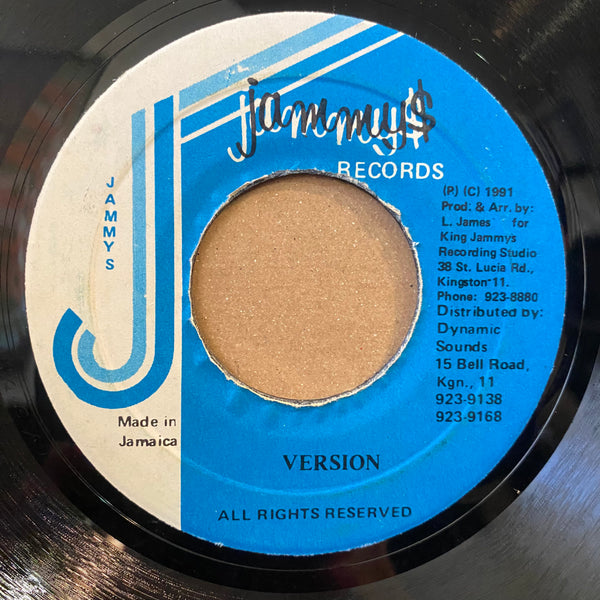 jammy$
RECORDS
JAMMYS
(P) (C) 1991
Prod. & Arr. by:
L. James for
King Jammy's
Recording Studio
38 St. Lucia Rd.,
Kingston 11.
Phone: 923-8880
Distributed by:
Dynamic
Sounds
15 Bell Road,
Kgn., 11
923-9138
923-9168
Made in
Jamaica
VERSION
ALL RIGHTS RESERVED